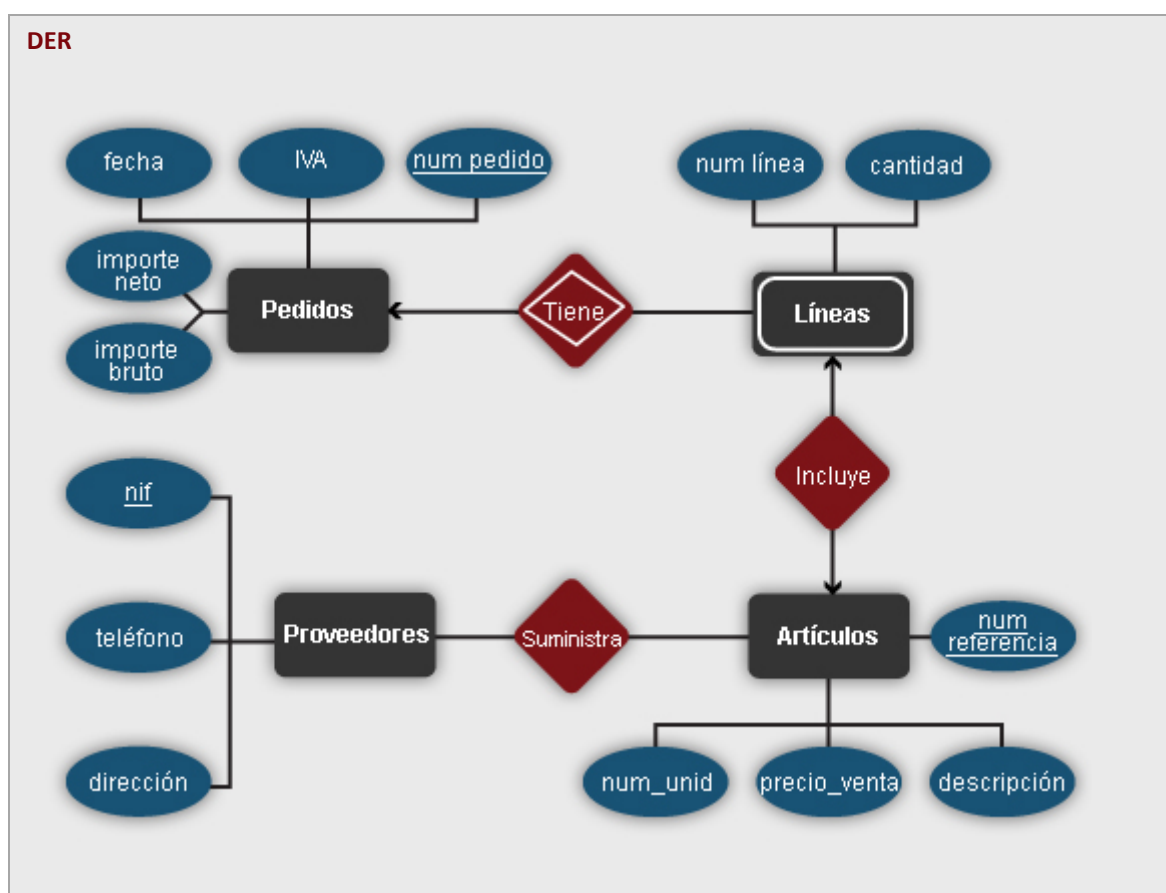 DER
fecha
IVA
num pedido
num línea
cantidad
importe
neto
Pedidos
Tiene
Líneas
importe
bruto
nif
Incluye
teléfono
Proveedores
Suministra
Artículos
num
referencia
dirección
num_unid
precio_venta
descripción